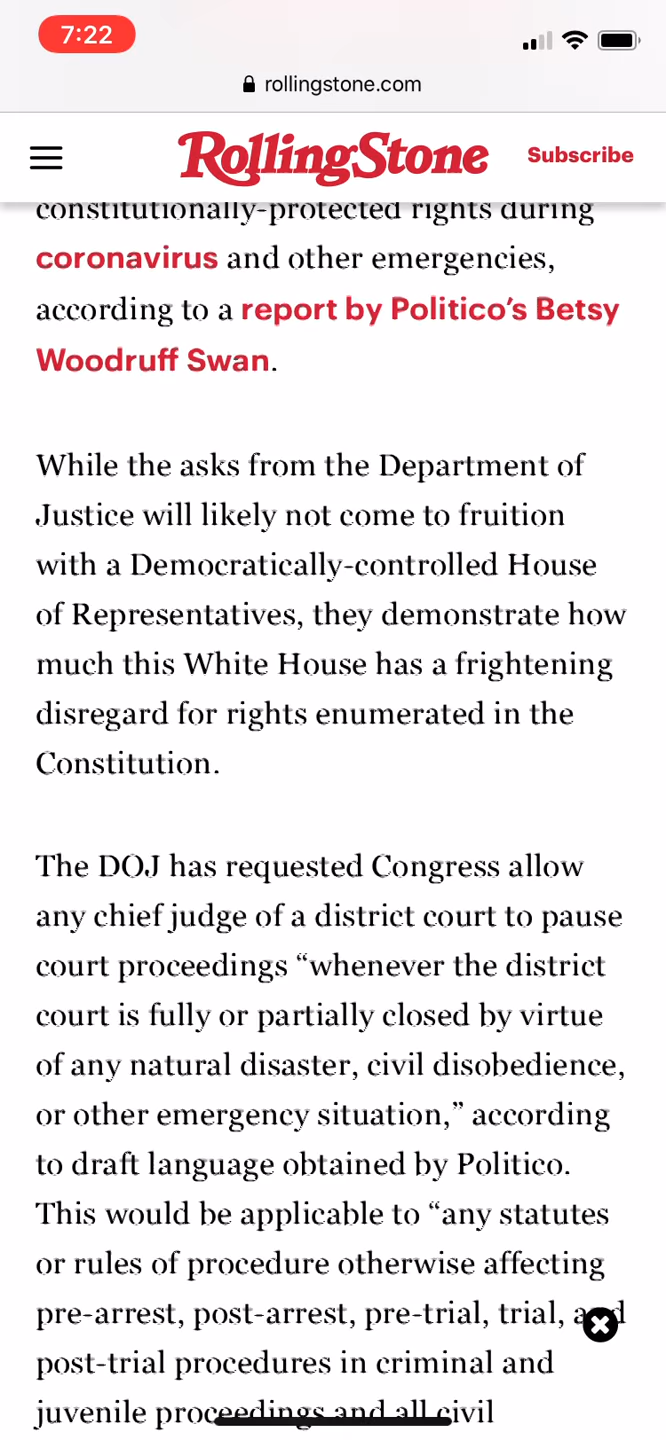 7:22
rollingstone.com
RollingStone
Subscribe
constitutionally-protected rights during
coronavirus and other emergencies,
according to a report by Politico’s Betsy
Woodruff Swan.
While the asks from the Department of
Justice will likely not come to fruition
with a Democratically-controlled House
of Representatives, they demonstrate how
much this White House has a frightening
disregard for rights enumerated in the
Constitution.
The DOJ has requested Congress allow
any chief judge of a district court to pause
court proceedings “whenever the district
court is fully or partially closed by virtue
of any natural disaster, civil disobedience,
or other emergency situation,” according
to draft language obtained by Politico.
This would be applicable to “any statutes
or rules of procedure otherwise affecting
pre-arrest, post-arrest, pre-trial, trial, and
post-trial procedures in criminal and
juvenile proceedings and all civil